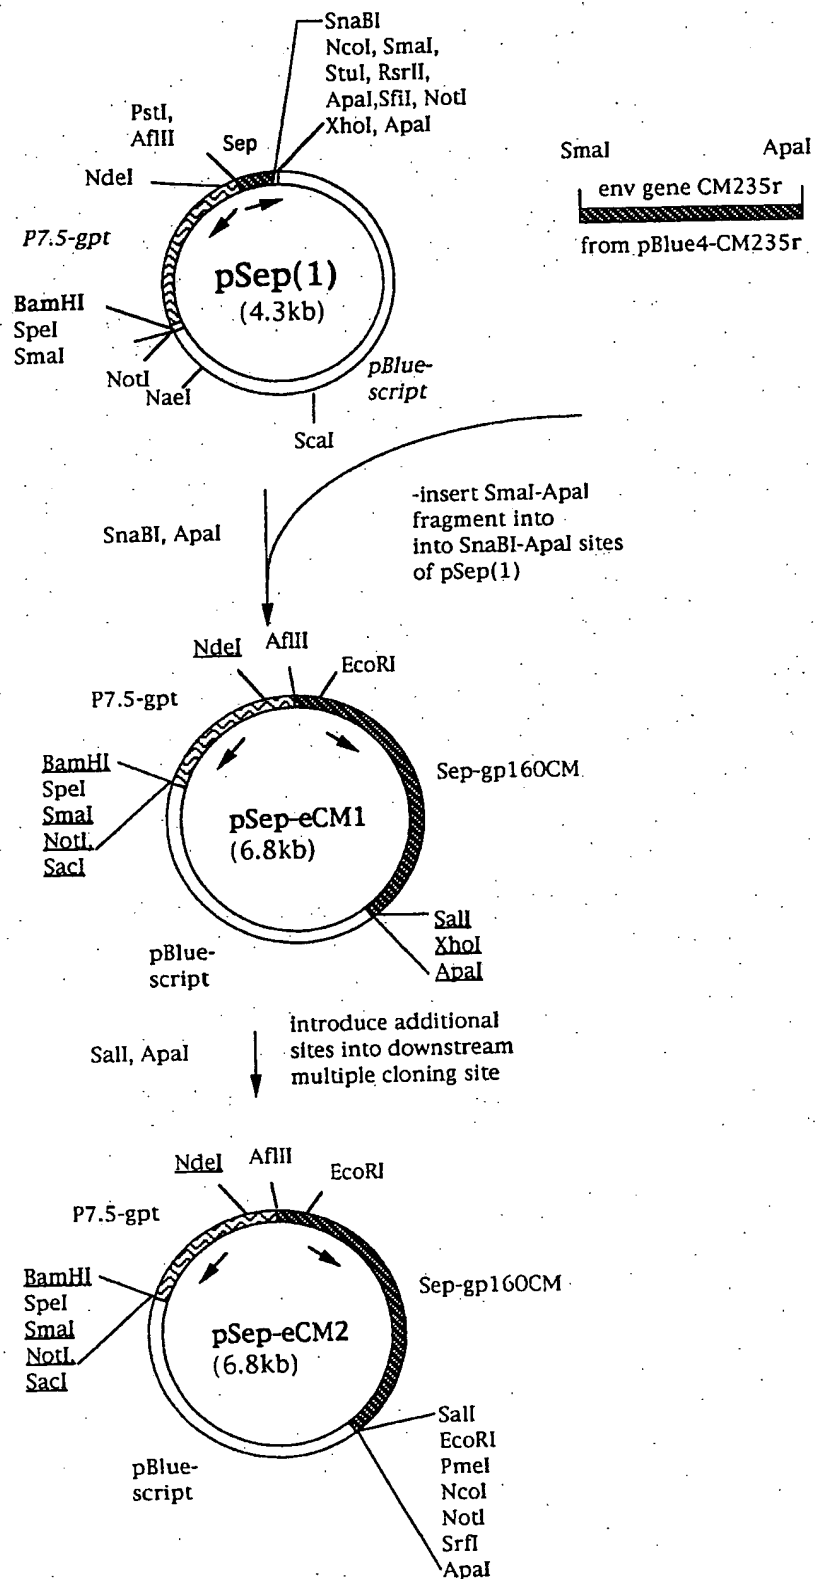 SnaBI
NcoI, SmaI,
StuI, RsrII,
ApaI,SfiI, NotI
XhoI, ApaI
PstI,
AflII
Sep
NdeI
P7.5-gpt
pSep(1)
(4.3kb)
BamHI
SpeI
SmaI
NotI
NaeI
ScaI
pBlue-
script
SmaI
ApaI
env gene CM235r
from pBlue4-CM235r
SnaBI, ApaI
-insert SmaI-ApaI
fragment into
into SnaBI-ApaI sites
of pSep(1)
NdeI
AflII
EcoRI
P7.5-gpt
BamHI
SpeI
SmaI
NotI,
SacI
Sep-gp160CM
pSep-eCM1
(6.8kb)
SalI
XhoI
ApaI
pBlue-
script
SalI, ApaI
introduce additional
sites into downstream
multiple cloning site
NdeI
AflII
EcoRI
P7.5-gpt
BamHI
SpeI
SmaI
NotI,
SacI
Sep-gp160CM
pSep-eCM2
(6.8kb)
pBlue-
script
SalI
EcoRI
PmeI
NcoI
NotI
SrfI
ApaI